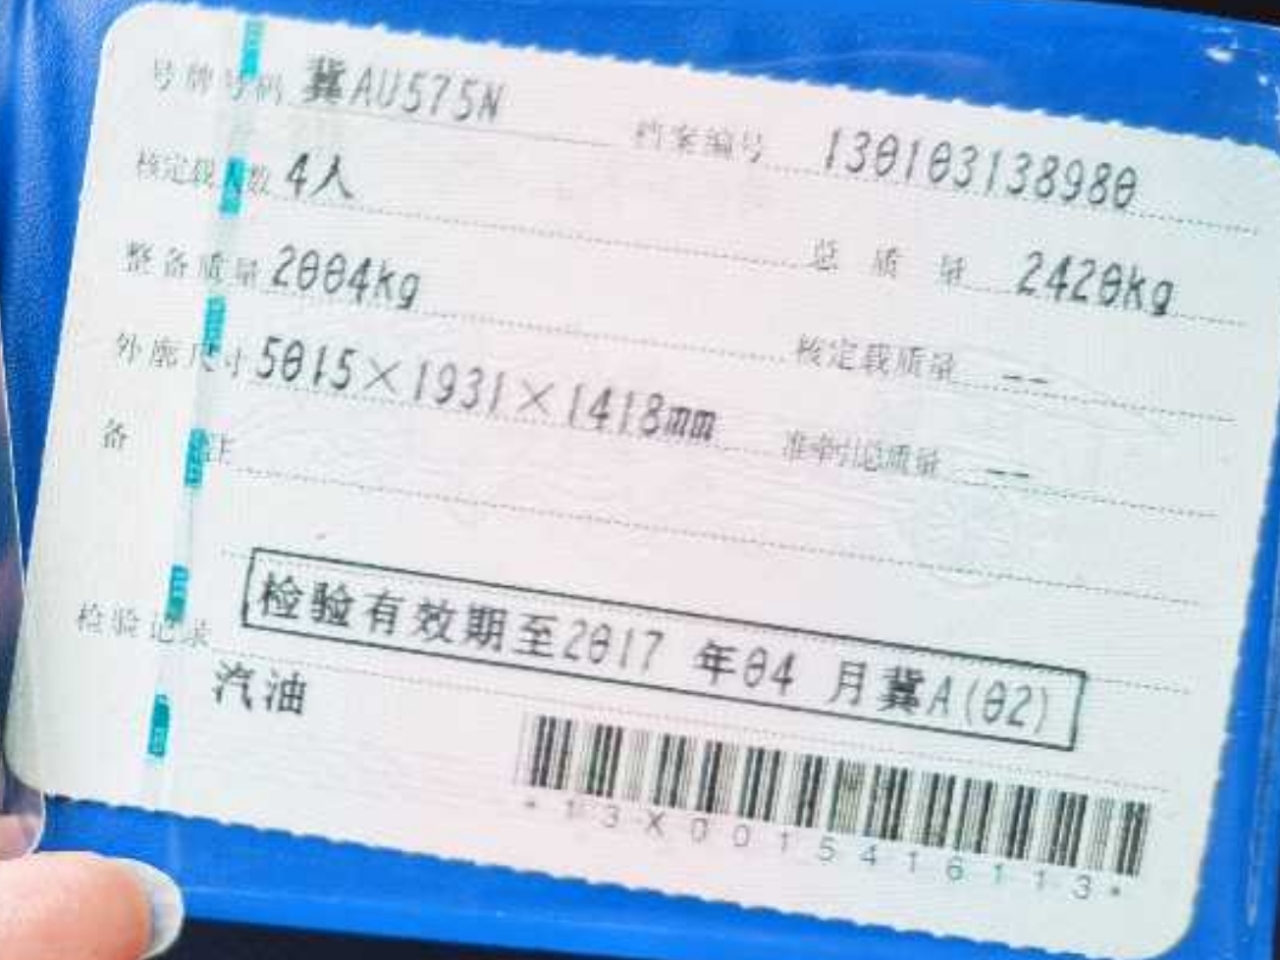 号牌号码 冀AU575N 档案编号 130103138980
核定载人数 4人 总质量 2420kg
整备质量 2004kg 核定载质量 --
外廓尺寸 5015×1931×1418mm 准牵引总质量 --
备注
检验记录 检验有效期至2017 年04 月冀A(02)
汽油
*13X0015416113*